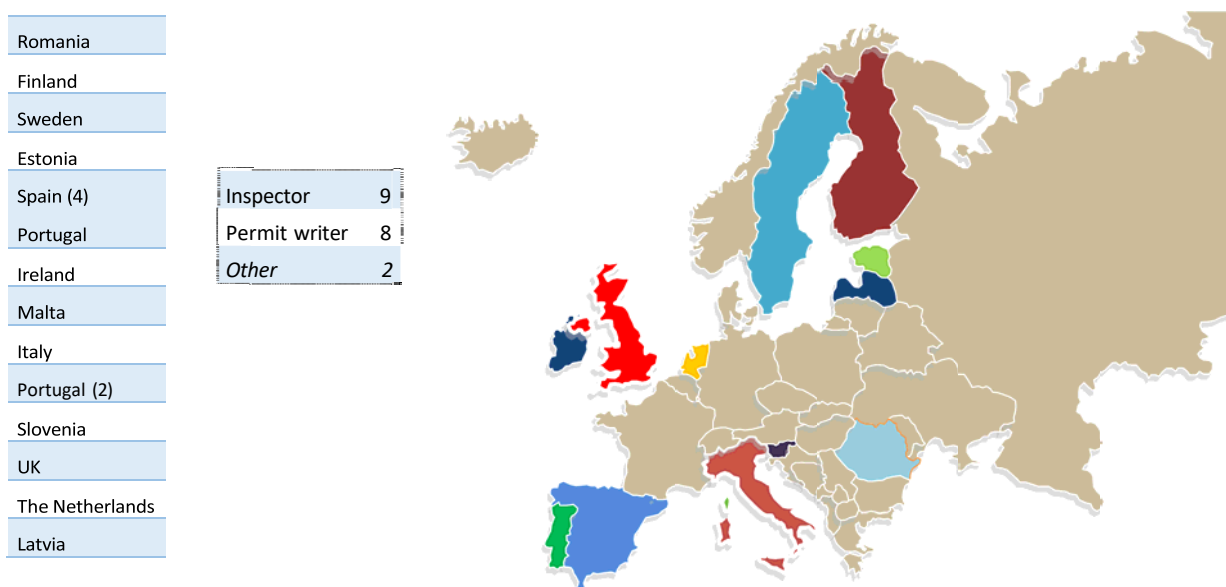 Romania
Finland
Sweden
Estonia
Spain (4)
Portugal
Ireland
Malta
Italy
Portugal (2)
Slovenia
UK
The Netherlands
Latvia
Inspector 9
Permit writer 8
Other 2